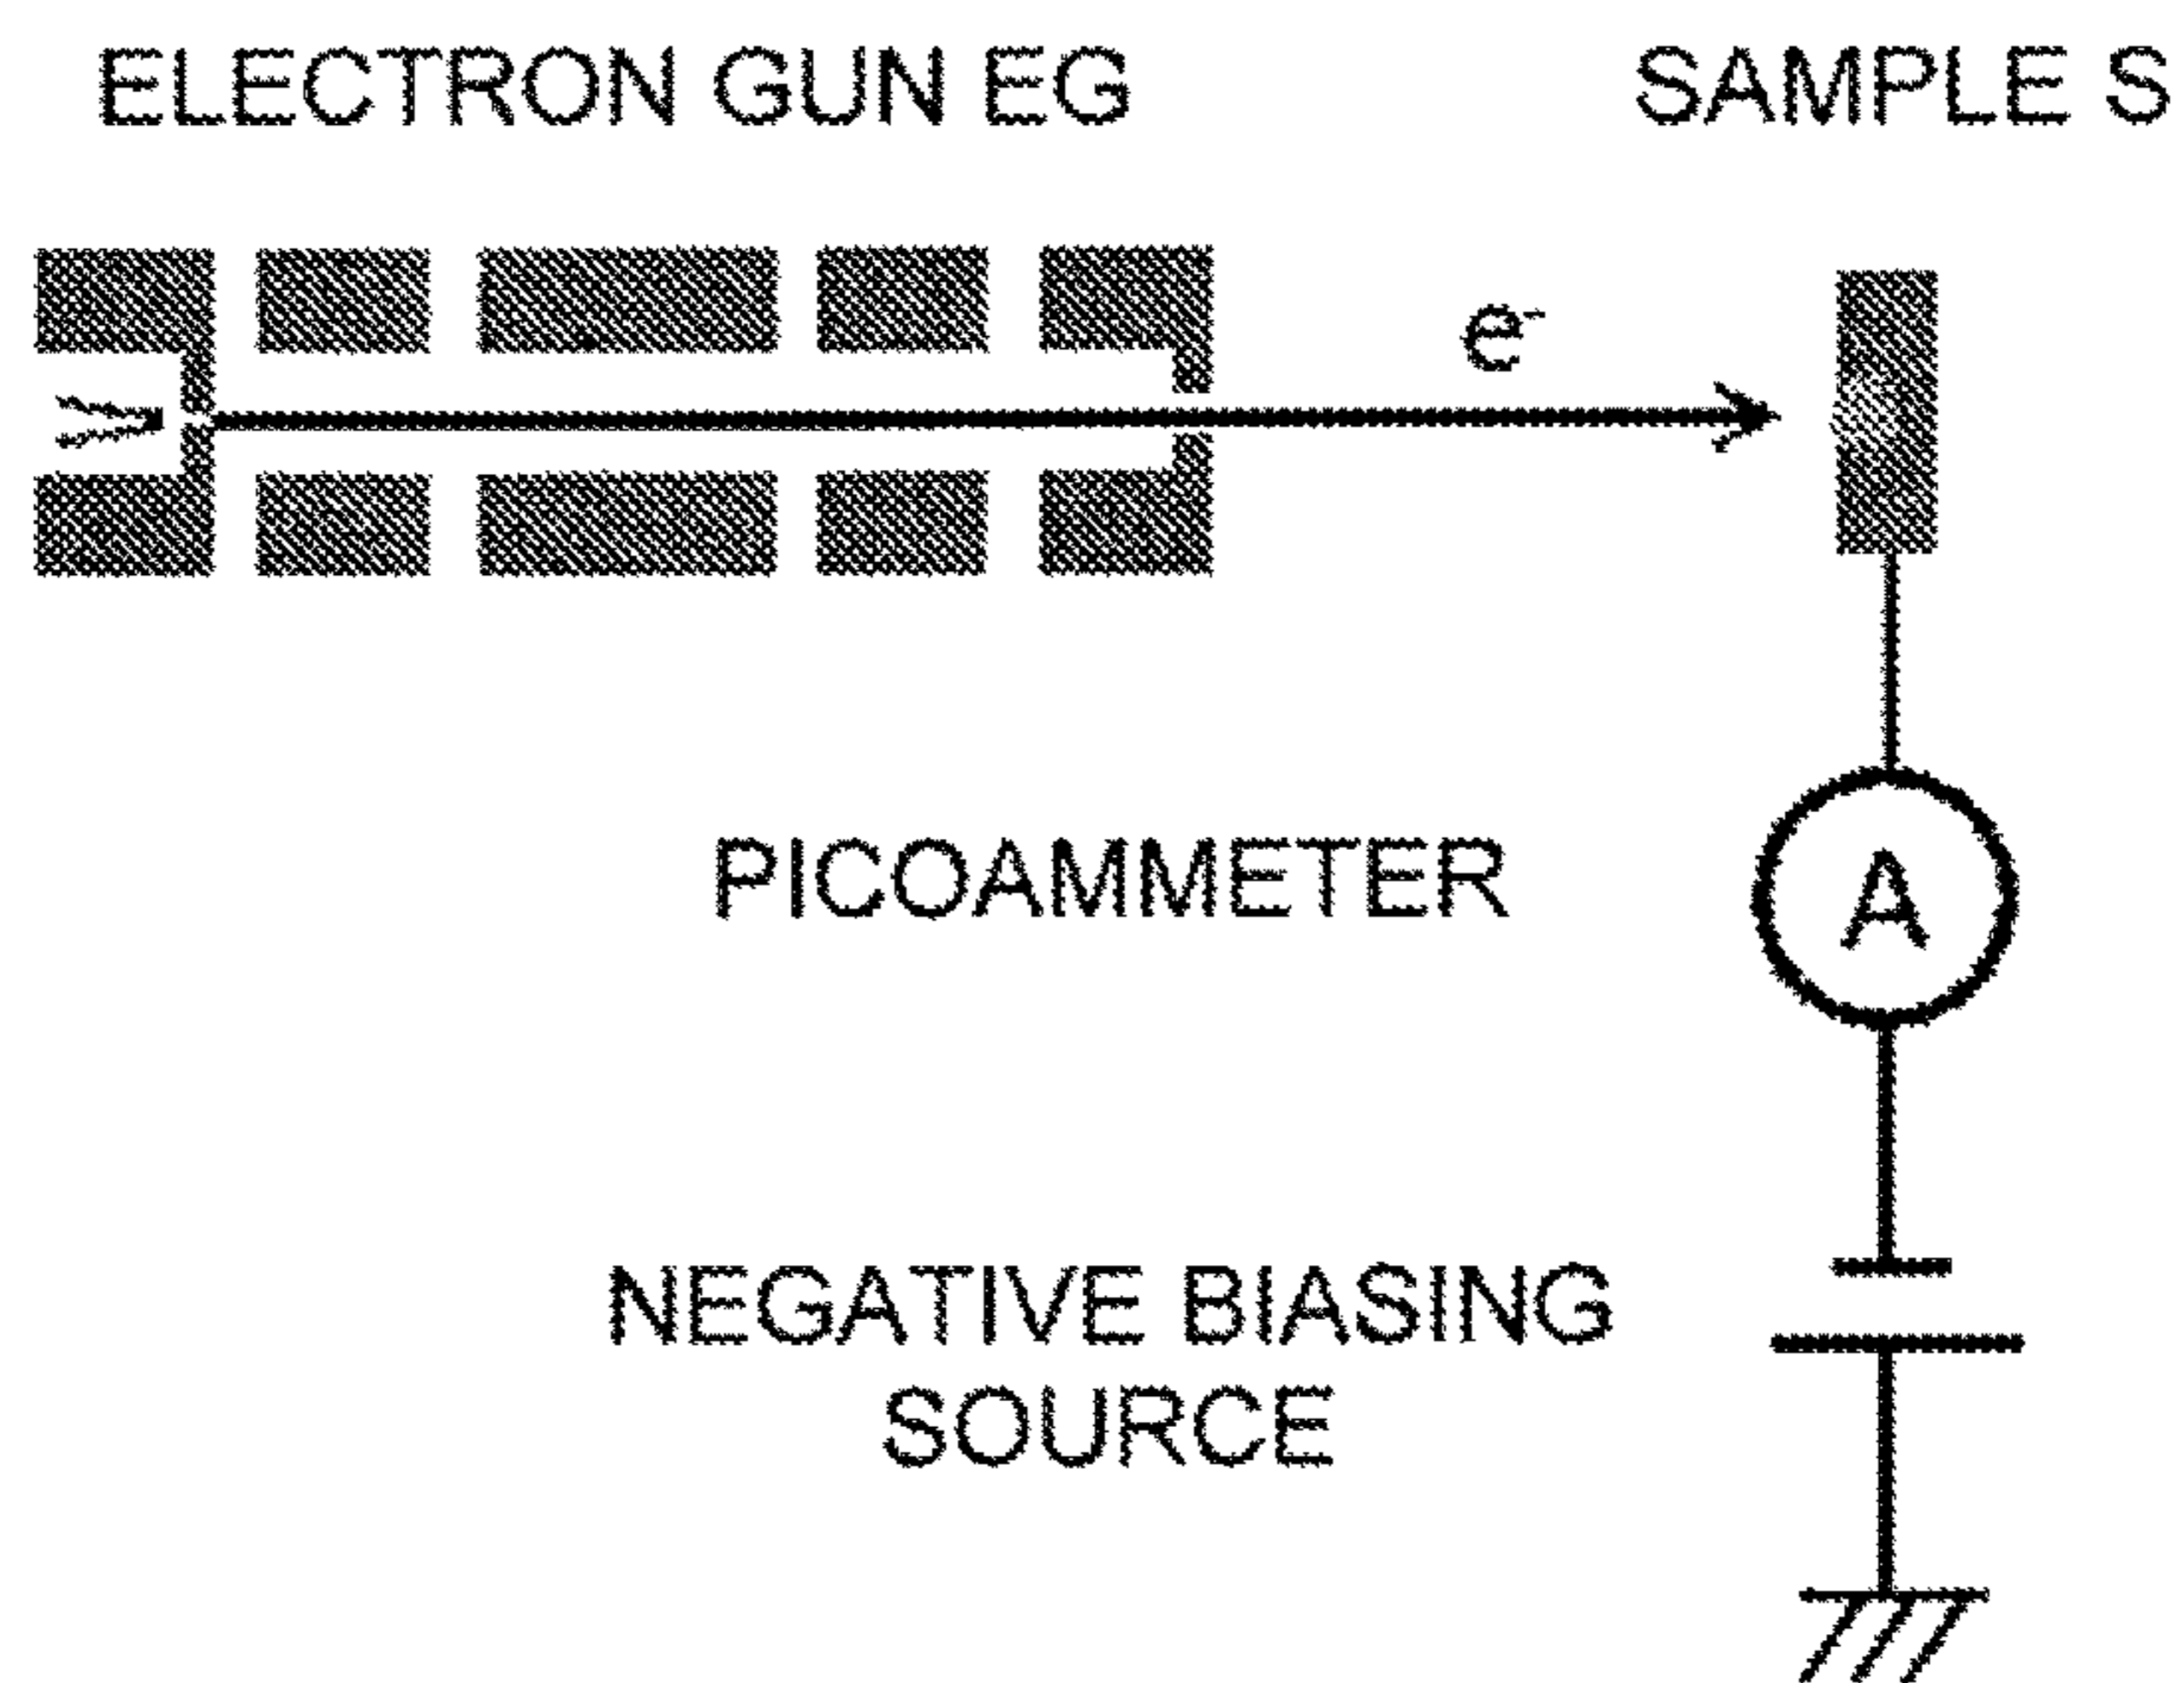 ELECTRON GUN EG
SAMPLE S
e-
PICOAMMETER
A
NEGATIVE BIASING
SOURCE